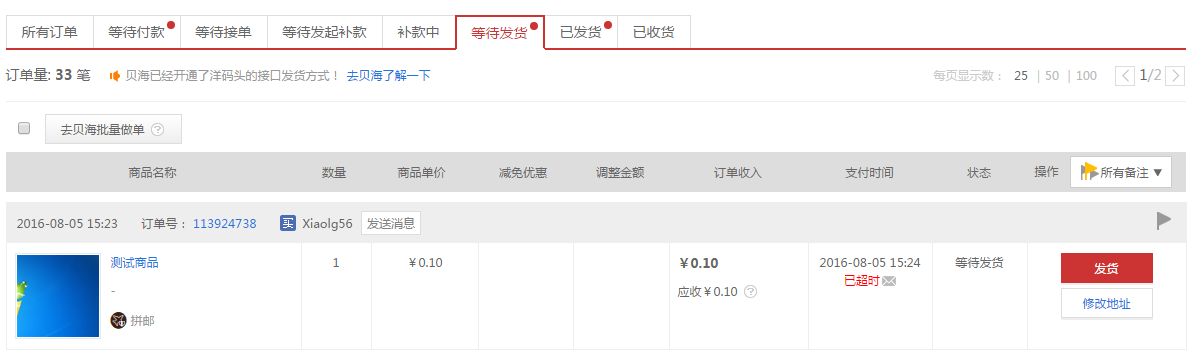 所有订单 等待付款 等待接单 等待发起补款 补款中 等待发货 已发货 已收货
订单量: 33 笔 贝海已经开通了洋码头的接口发货方式！ 去贝海了解一下 每页显示数： 25 | 50 | 100 1/2
去贝海批量做单 ?
商品名称 数量 商品单价 减免优惠 调整金额 订单收入 支付时间 状态 操作 所有备注▼
2016-08-05 15:23 订单号： 113924738 买 Xiaolg56 发送消息
测试商品 1 ￥0.10 ￥0.10 2016-08-05 15:24 等待发货 发货
已超时
- 应收￥0.10 ? 修改地址
拼邮